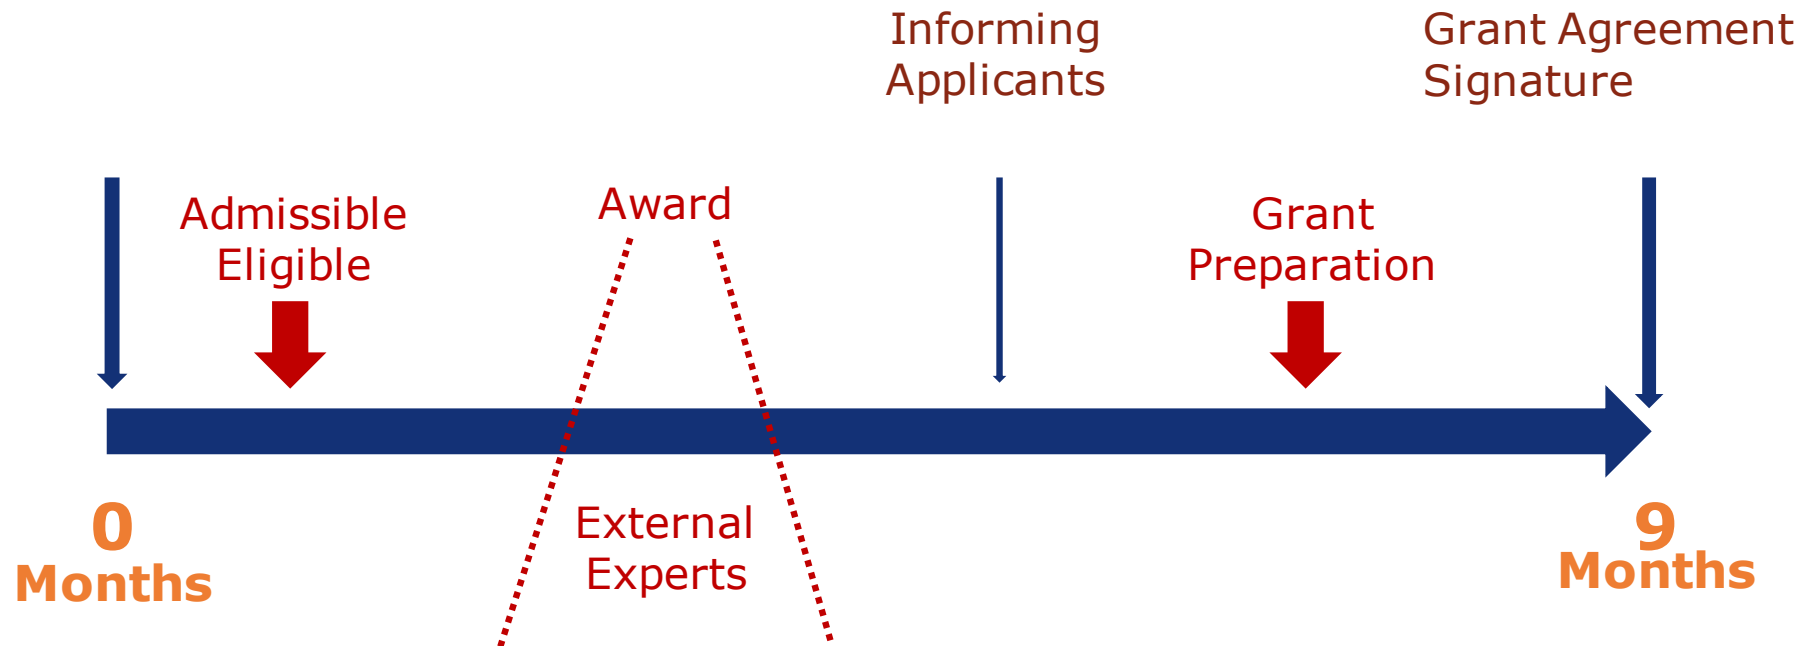 Informing
Applicants
Grant Agreement
Signature
Admissible
Eligible
Award
Grant
Preparation
0
Months
External
Experts
9
Months